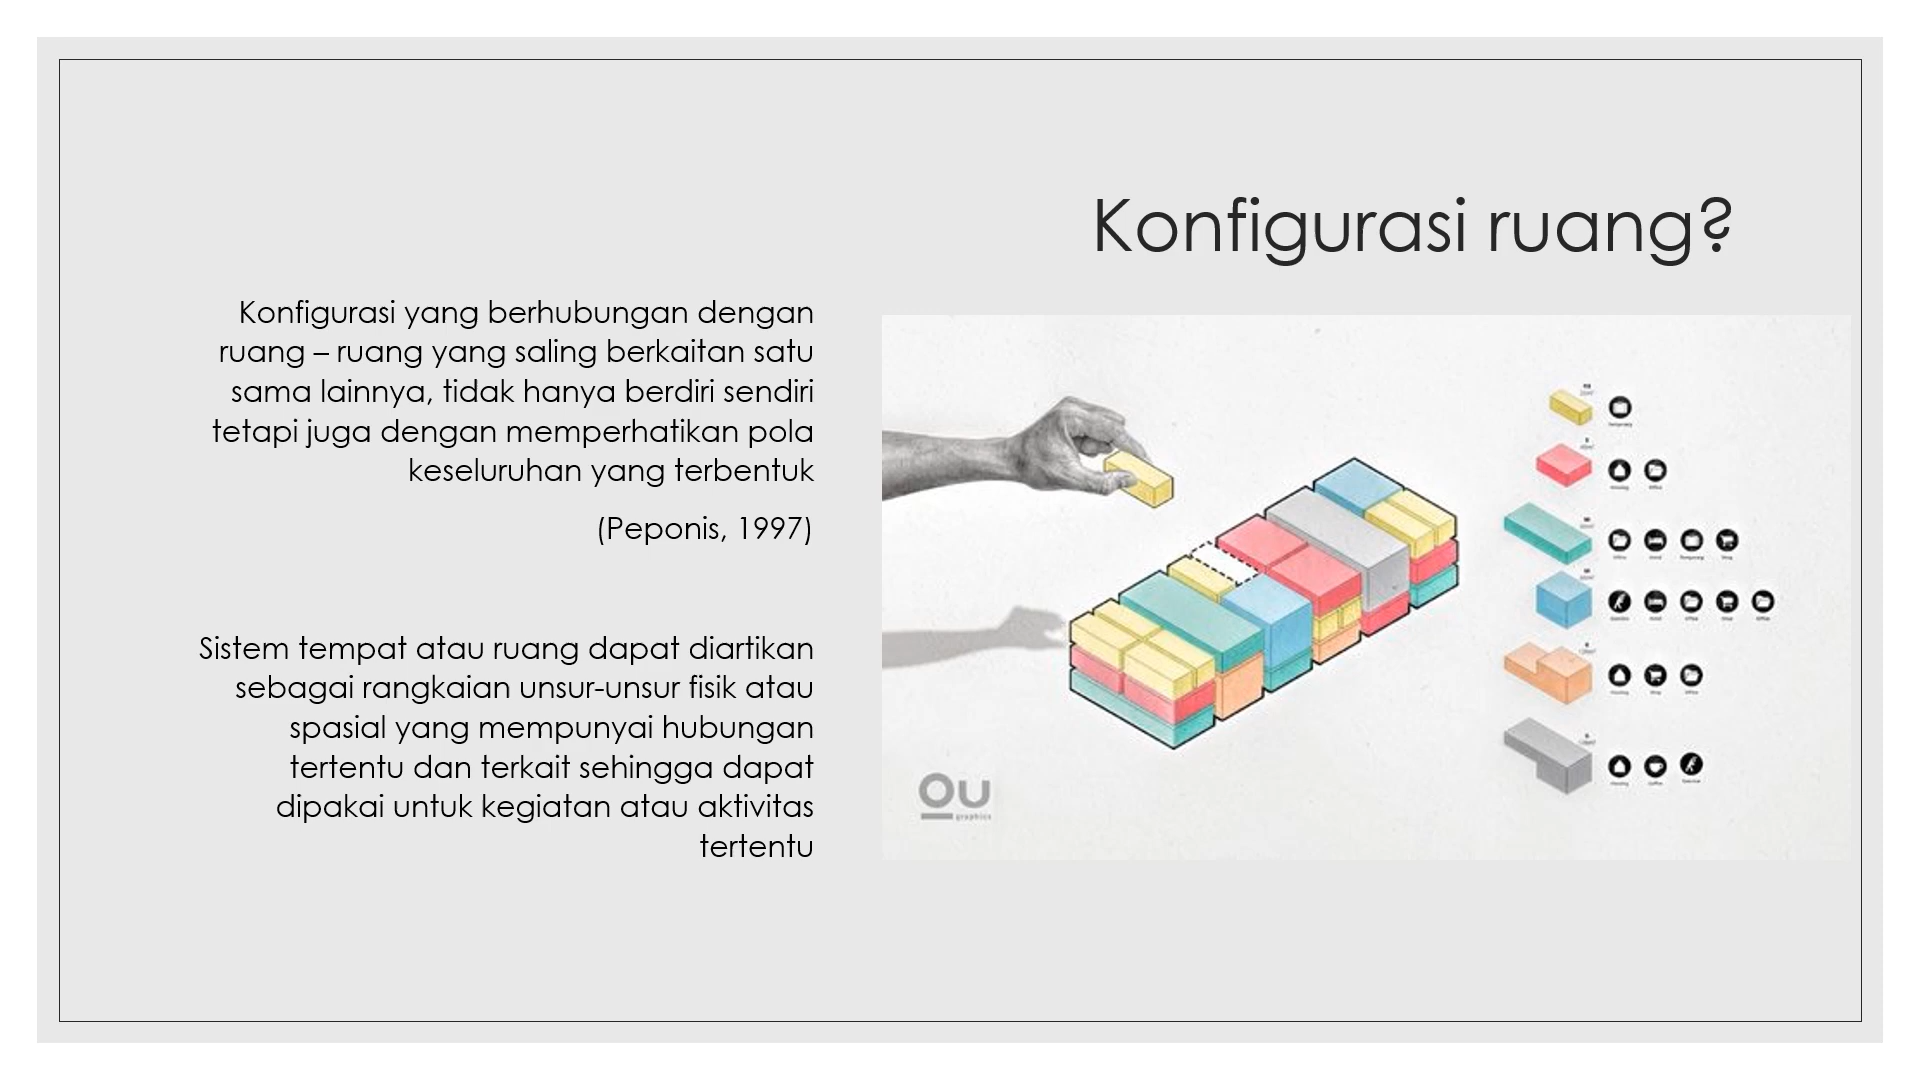 Konfigurasi ruang?
Konfigurasi yang berhubungan dengan
ruang – ruang yang saling berkaitan satu
sama lainnya, tidak hanya berdiri sendiri
tetapi juga dengan memperhatikan pola
keseluruhan yang terbentuk
(Peponis, 1997)
Sistem tempat atau ruang dapat diartikan
sebagai rangkaian unsur-unsur fisik atau
spasial yang mempunyai hubungan
tertentu dan terkait sehingga dapat
dipakai untuk kegiatan atau aktivitas
tertentu
OU
graphics